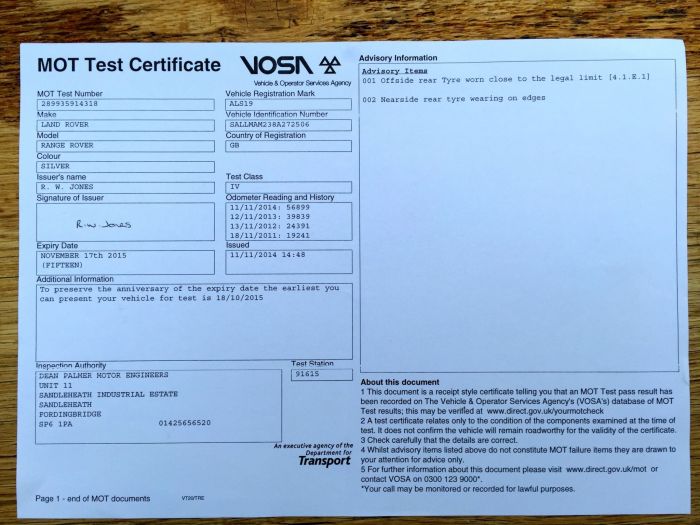 MOT Test Certificate
VOSA
Vehicle & Operator Services Agency
MOT Test Number
289935914318
Make
LAND ROVER
Model
RANGE ROVER
Colour
SILVER
Issuer's name
R. W. JONES
Signature of Issuer
R.W. Jones
Expiry Date
NOVEMBER 17th 2015
(FIFTEEN)
Vehicle Registration Mark
ALS19
Vehicle Identification Number
SALLMAM238A272506
Country of Registration
GB
Test Class
IV
Odometer Reading and History
11/11/2014: 56899
12/11/2013: 39839
13/11/2012: 24391
18/11/2011: 19241
Issued
11/11/2014 14:48
Additional Information
To preserve the anniversary of the expiry date the earliest you
can present your vehicle for test is 18/10/2015
Inspection Authority
DEAN PALMER MOTOR ENGINEERS
UNIT 11
SANDLEHEATH INDUSTRIAL ESTATE
SANDLEHEATH
FORDINGBRIDGE
SP6 1PA 01425656520
Test Station
91615
An executive agency of the
Department for
Transport
Page 1 - end of MOT documents
VT20/TRE
Advisory Information
Advisory Items
001 Offside rear Tyre worn close to the legal limit [4.1.E.1]
002 Nearside rear tyre wearing on edges
About this document
1 This document is a receipt style certificate telling you that an MOT Test pass result has
been recorded on The Vehicle & Operator Services Agency's (VOSA's) database of MOT
Test results; this may be verified at www.direct.gov.uk/yourmotcheck
2 A test certificate relates only to the condition of the components examined at the time of
test. It does not confirm the vehicle will remain roadworthy for the validity of the certificate.
3 Check carefully that the details are correct.
4 Whilst advisory items listed above do not constitute MOT failure items they are drawn to
your attention for advice only.
5 For further information about this document please visit www.direct.gov.uk/mot or
contact VOSA on 0300 123 9000*.
*Your call may be monitored or recorded for lawful purposes.